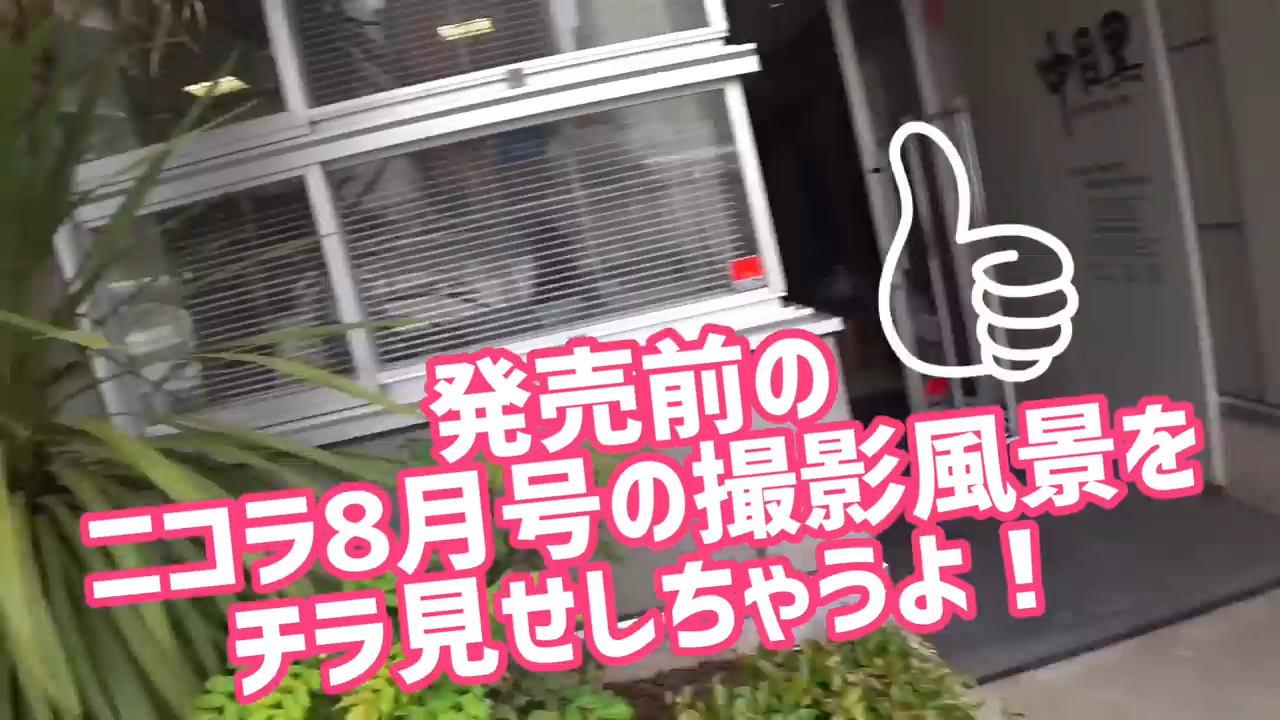 発売前の
ニコラ8月号の撮影風景を
チラ見せしちゃうよ！